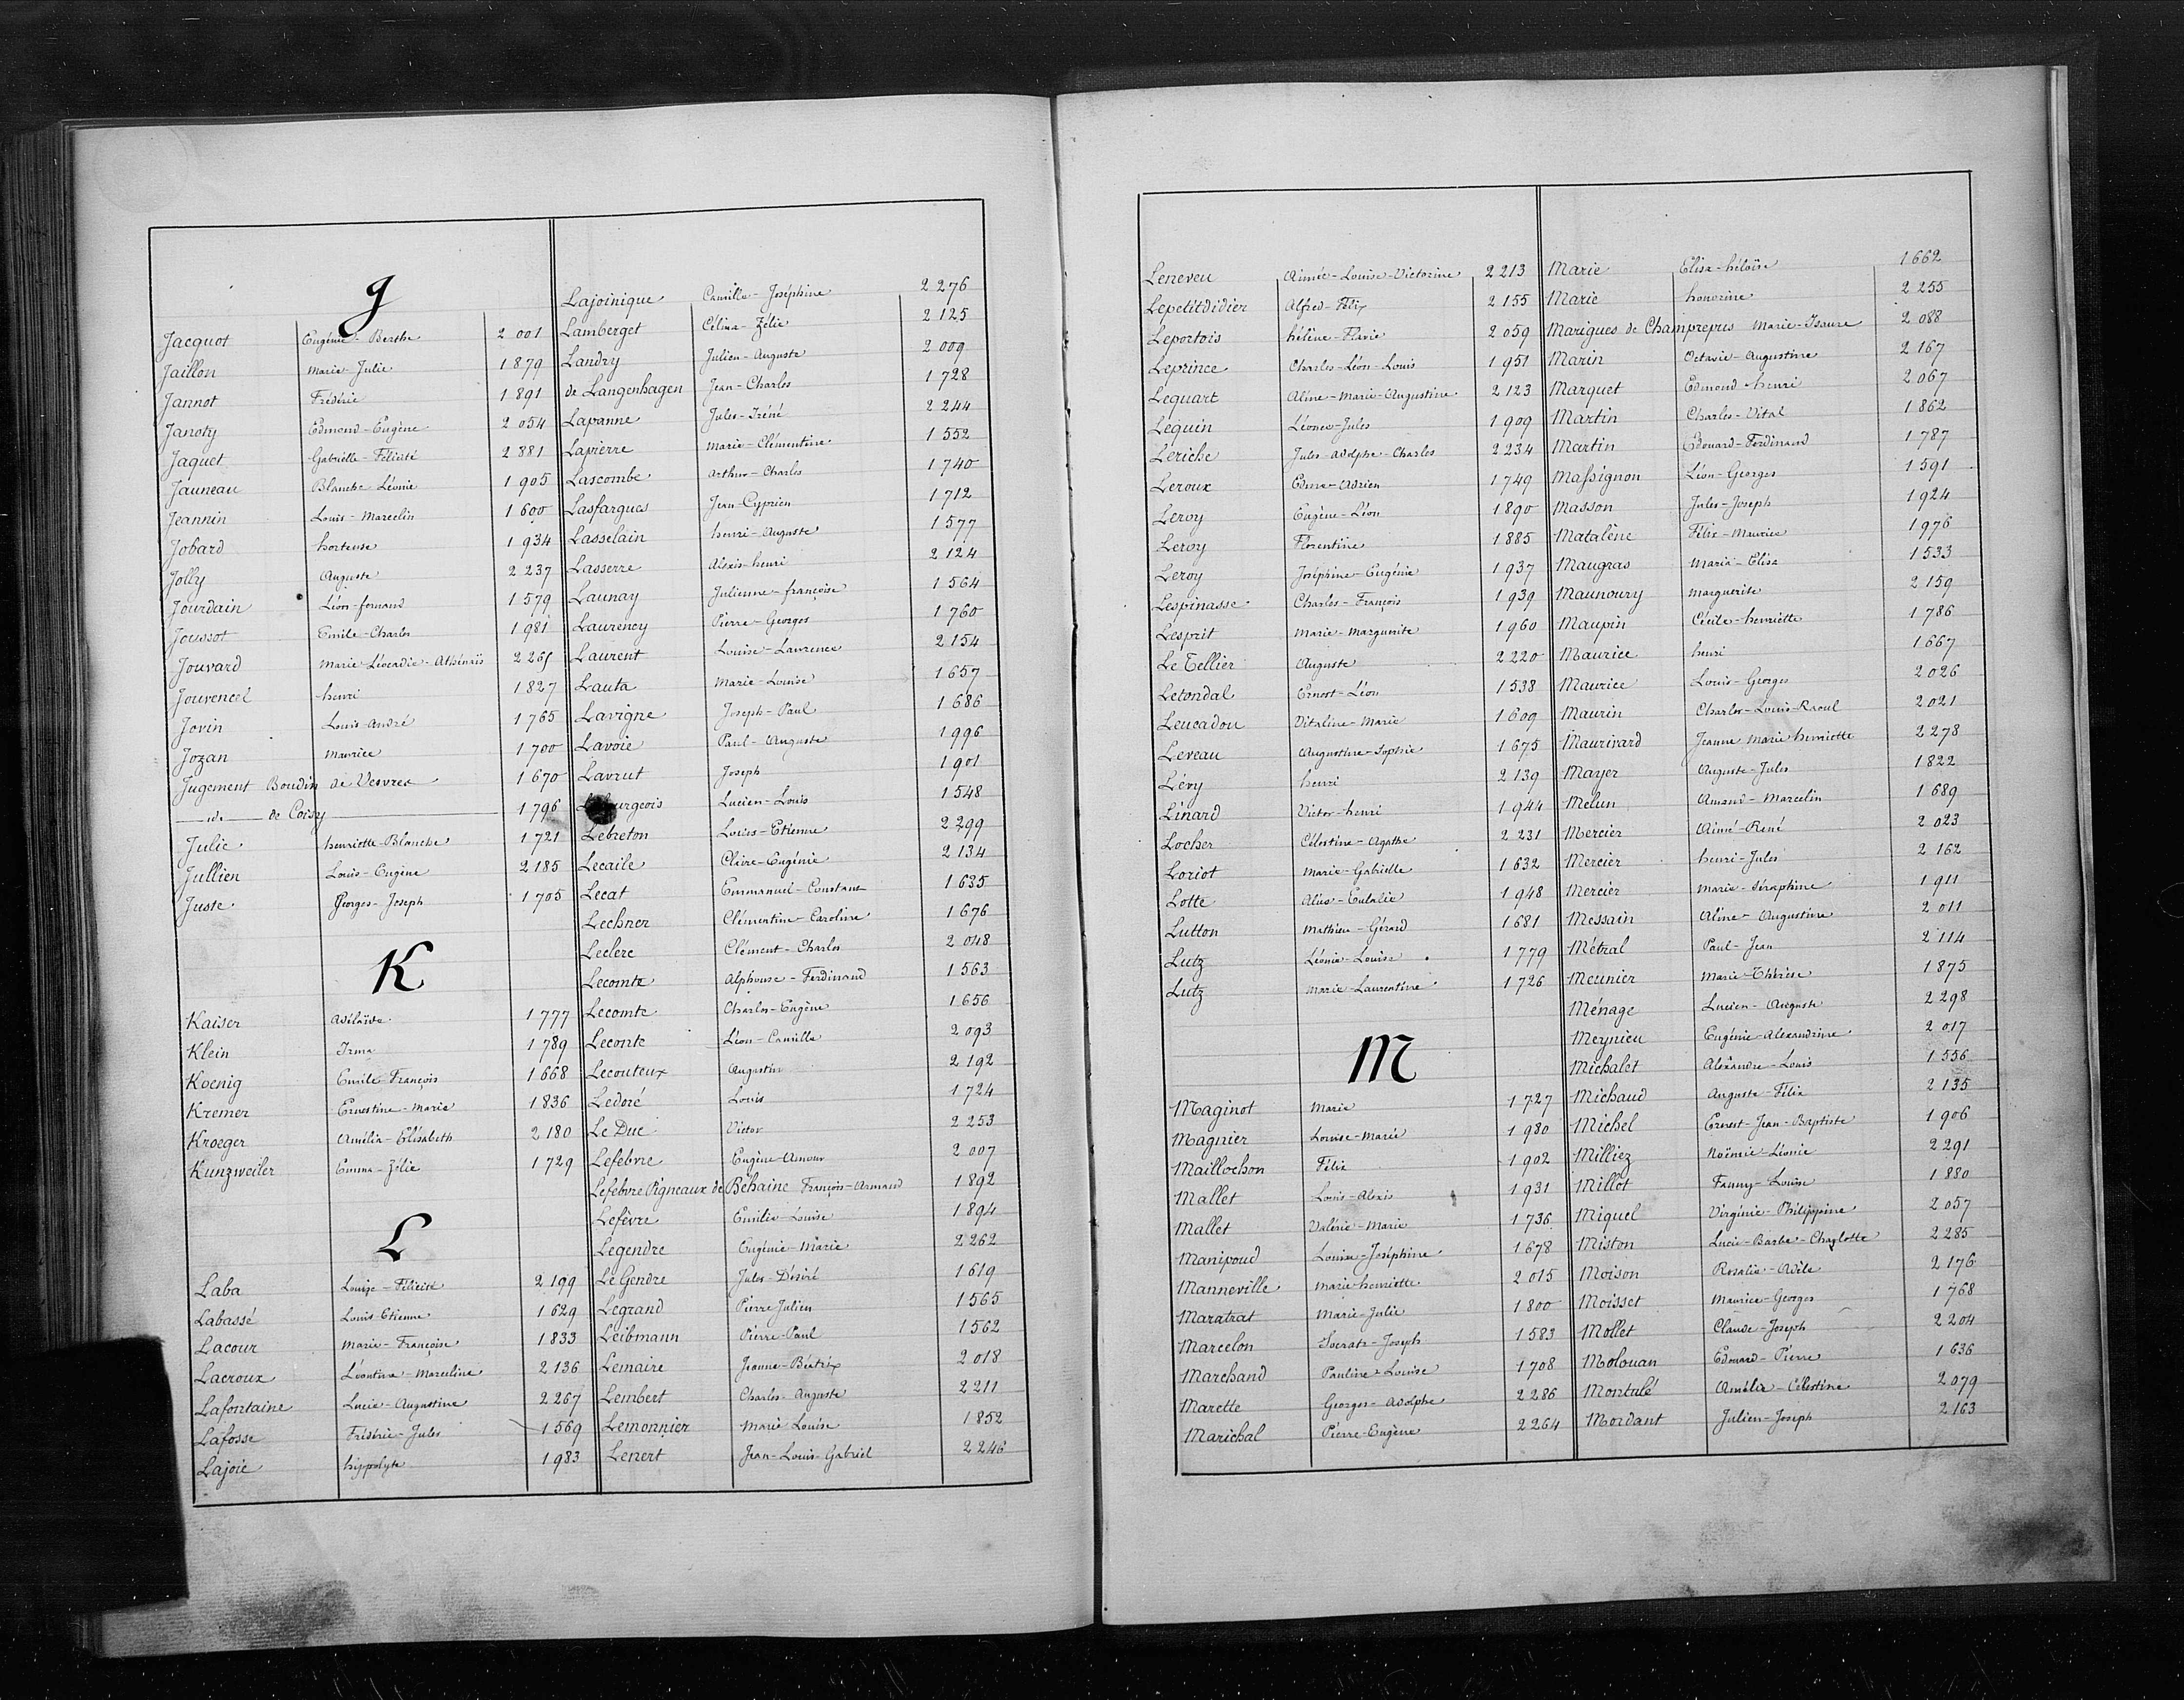 J
Jacquot Eugénie-Berthe 2 001
Jaillon Marie-Julie 1 879
Jannot Frédéric 1 891
Janoty Edmond-Eugène 2 054
Jaquet Gabrielle-Félicité 2 881
Jauneau Blanche-Léonie 1 905
Jeannin Louis-Marcelin 1 600
Jobard hortense 1 934
Jolly Auguste 2 237
Jourdain Léon-fernand 1 579
Joussot Emile-Charles 1 981
Jouvard Marie Léocadie-Athénaïs 2 261
Jouvencel henri 1 827
Jovin Louis-André 1 765
Jozan Maurice 1 700
Jugement Boudin de Vesvres 1 670
—id— de Coisy 1 796
Julie henriette-Blanche 1 721
Jullien Louis-Eugène 2 185
Juste Georges-Joseph 1 705
K
Kaiser Adélaïde 1 777
Klein Irma 1 789
Koenig Emile François 1 668
Kremer Ernestine-Marie 1 836
Kroeger Amélie-Elisabeth 2 180
Kunzweiler Emma-Zélie 1 729
L
Laba Louise-Félicité 2 199
Labassé Louis Etienne 1 629
Lacour Marie-Françoise 1 833
Lacroux Léontine-Marceline 2 136
Lafontaine Lucie-Augustine 2 267
Lafosse Frédéric-Jules 1 569
Lajoie hippolyte 1 983
Lajoinique Camille-Joséphine 2 276
Lamberget Célina-Zélie 2 125
Landry Julien-Auguste 2 009
de Langenhagen Jean-Charles 1 728
Lapanne Jules-Iréné 2 244
Lapierre Marie-Clémentine 1 552
Lascombe Arthur-Charles 1 740
Lasfargues Jean-Cyprien 1 712
Lasselain henri-Auguste 1 577
Lasserre Alexis-henri 2 124
Launay Julienne-françoise 1 564
Laurency Pierre-Georges 1 760
Laurent Louise-Laurence 2 154
Lauta Marie-Louise 1 657
Lavigne Joseph-Paul 1 686
Lavoie Paul-Auguste 1 996
Lavrut Joseph 1 901
urgeois Lucien-Louis 1 548
Lebreton Louis-Etienne 2 299
Lecaile Claire-Eugénie 2 134
Lecat Emmanuel-Constant 1 635
Lechner Clémentine-Caroline 1 676
Leclerc Clément-Charles 2 048
Lecomte Alphonse-Ferdinand 1 563
Lecomte Charles-Eugène 1 656
Leconte Léon-Camille 2 093
Lecouteux Augustin 2 192
Ledoré Louis 1 724
Le Duc Victor 2 253
Lefebvre Eugène-Amour 2 007
Lefebvre Pigneaux de Béhaine François-Armand 1 892
Lefèvre Emilie-Louise 1 894
Legendre Eugénie-Marie 2 262
Le Gendre Jules-Désiré 1 619
Legrand Pierre Julien 1 565
Leibmann Pierre-Paul 1 562
Lemaire Jeanne-Béatrix 2 018
Lembert Charles-Auguste 2 211
Lemonnier Marie Louise 1 852
Lenert Jean-Louis-Gabriel 2 246
Leneveu Aimée-Louise-Victorine 2 213
Lepetitdidier Alfred-Félix 2 155
Leportois hélène-Flavie 2 059
Leprince Charles-Léon-Louis 1 951
Lequart Aline-Marie-Augustine 2 123
Lequin Léonce-Jules 1 909
Leriche Jules-Adolphe-Charles 2 234
Leroux Edme-Adrien 1 749
Leroy Eugène-Léon 1 890
Leroy Florentine 1 885
Leroy Joséphine-Eugénie 1 937
Lespinasse Charles-François 1 939
Lesprit Marie-Marguerite 1 960
Le Tellier Auguste 2 220
Letondal Ernest-Léon 1 538
Leucadou Vitaline-Marie 1 609
Leveau Augustine-Sophie 1 675
Lévy henri 2 139
Linard Victor-henri 1 944
Locher Célestine-Agathe 2 231
Loriot Marie-Gabrielle 1 632
Lotte Alice-Eulalie 1 948
Lutton Mathieu-Gérard 1 681
Lutz Léonie-Louise 1 779
Lutz Marie-Laurentine 1 726
M
Maginot Marie 1 727
Magnier Louise-Marie 1 980
Maillochon Félix 1 902
Mallet Louis-Alexis 1 931
Mallet Valérie-Marie 1 736
Manipoud Louise-Joséphine 1 678
Manneville Marie henriette 2 015
Maratrat Marie-Julie 1 800
Marcelon Socrate-Joseph 1 583
Marchand Pauline-Louise 1 708
Marette Georges-Adolphe 2 286
Marichal Pierre-Eugène 2 264
Marie Elisa-héloïse 1 662
Marie honorine 2 255
Marigues de Champrepus Marie-Isaure 2 088
Marin Octavie-Augustine 2 167
Marquet Edmond henri 2 067
Martin Charles-Vital 1 862
Martin Edouard-Ferdinand 1 787
Massignon Léon-Georges 1 591
Masson Jules-Joseph 1 924
Matalène Félix-Maurice 1 976
Maugras Maria-Elisa 1 533
Maunoury Marguerite 2 159
Maupin Cécile-henriette 1 786
Maurice henri 1 667
Maurice Louis-Georges 2 026
Maurin Charles-Louis-Raoul 2 021
Maurivard Jeanne Marie henriette 2 278
Mayer Auguste-Jules 1 822
Melun Amand-Marcelin 1 689
Mercier Aimé-René 2 023
Mercier henri-Jules 2 162
Mercier Marie-Séraphine 1 911
Messain Aline-Augustine 2 011
Métral Paul-Jean 2 114
Meunier Marie-Thérèse 1 875
Ménage Lucien-Auguste 2 298
Meynieu Eugénie-Alexandrine 2 017
Michalet Alexandre-Louis 1 556
Michaud Auguste-Félix 2 135
Michel Ernest-Jean-Baptiste 1 906
Milliez Noémie-Léonie 2 291
Millot Fanny-Louise 1 880
Miquel Virginie-Philippine 2 057
Miston Lucie-Barbe-Charlotte 2 285
Moison Rosalie-Adèle 2 176
Moisset Maurice-Georges 1 768
Mollet Claude-Joseph 2 204
Molouan Edouard-Pierre 1 636
Montulé Amélie-Célestine 2 079
Mordant Julien-Joseph 2 163